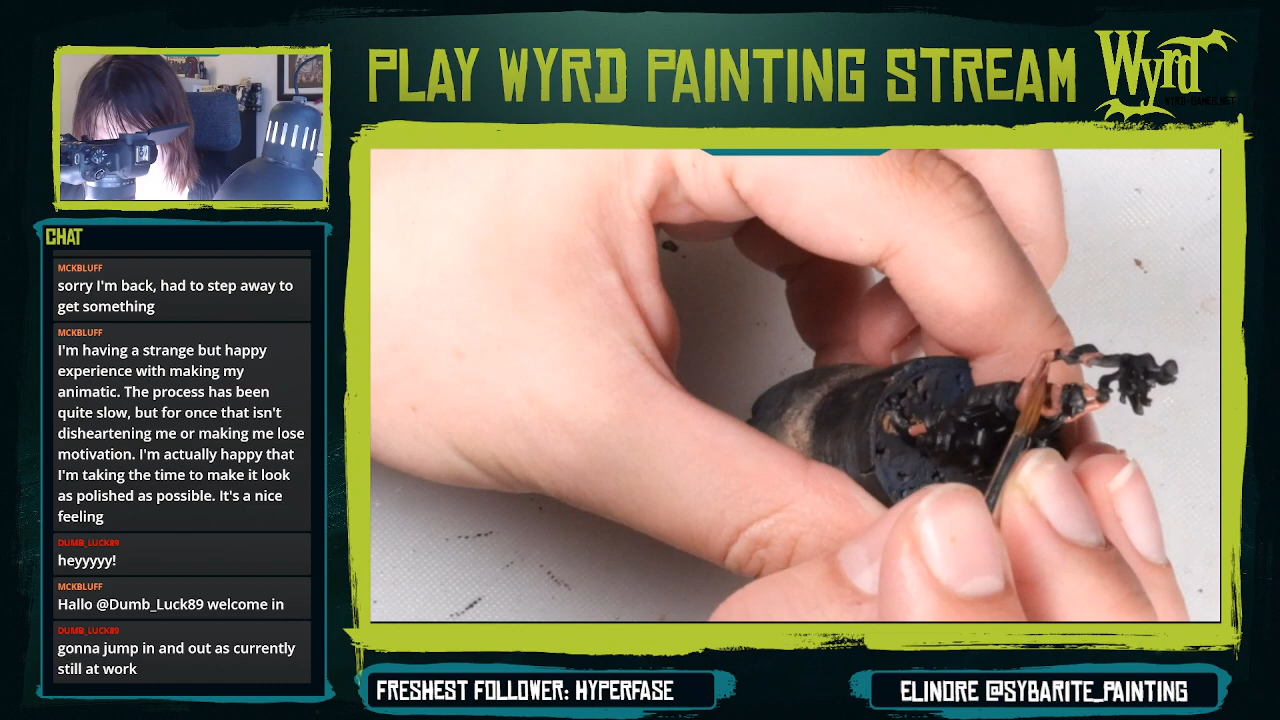 PLAY WYRD PAINTING STREAM
Wyrd
WYRD-GAMES.NET
CHAT
MCKBLUFF
sorry I'm back, had to step away to
get something
MCKBLUFF
I'm having a strange but happy
experience with making my
animatic. The process has been
quite slow, but for once that isn't
disheartening me or making me lose
motivation. I'm actually happy that
I'm taking the time to make it look
as polished as possible. It's a nice
feeling
DUMB_LUCK89
heyyyyy!
MCKBLUFF
Hallo @Dumb_Luck89 welcome in
DUMB_LUCK89
gonna jump in and out as currently
still at work
FRESHEST FOLLOWER: HYPERFASE
ELINORE @SYBARITE_PAINTING